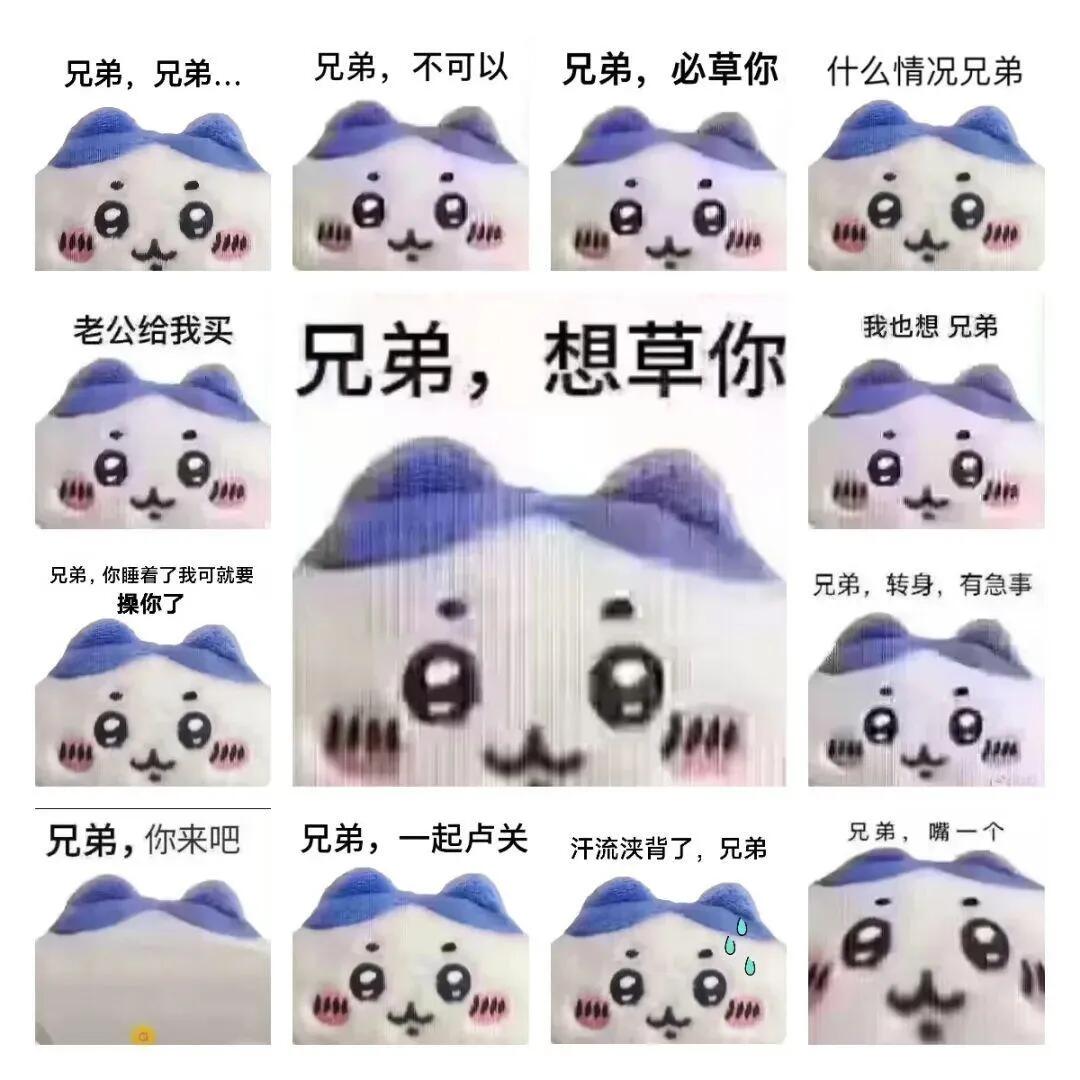 兄弟，兄弟...
兄弟，不可以
兄弟，必草你
什么情况兄弟
老公给我买
兄弟，想草你
我也想 兄弟
兄弟，你睡着了我可就要
操你了
兄弟，转身，有急事
兄弟，你来吧
兄弟，一起卢关
汗流浃背了，兄弟
兄弟，嘴一个